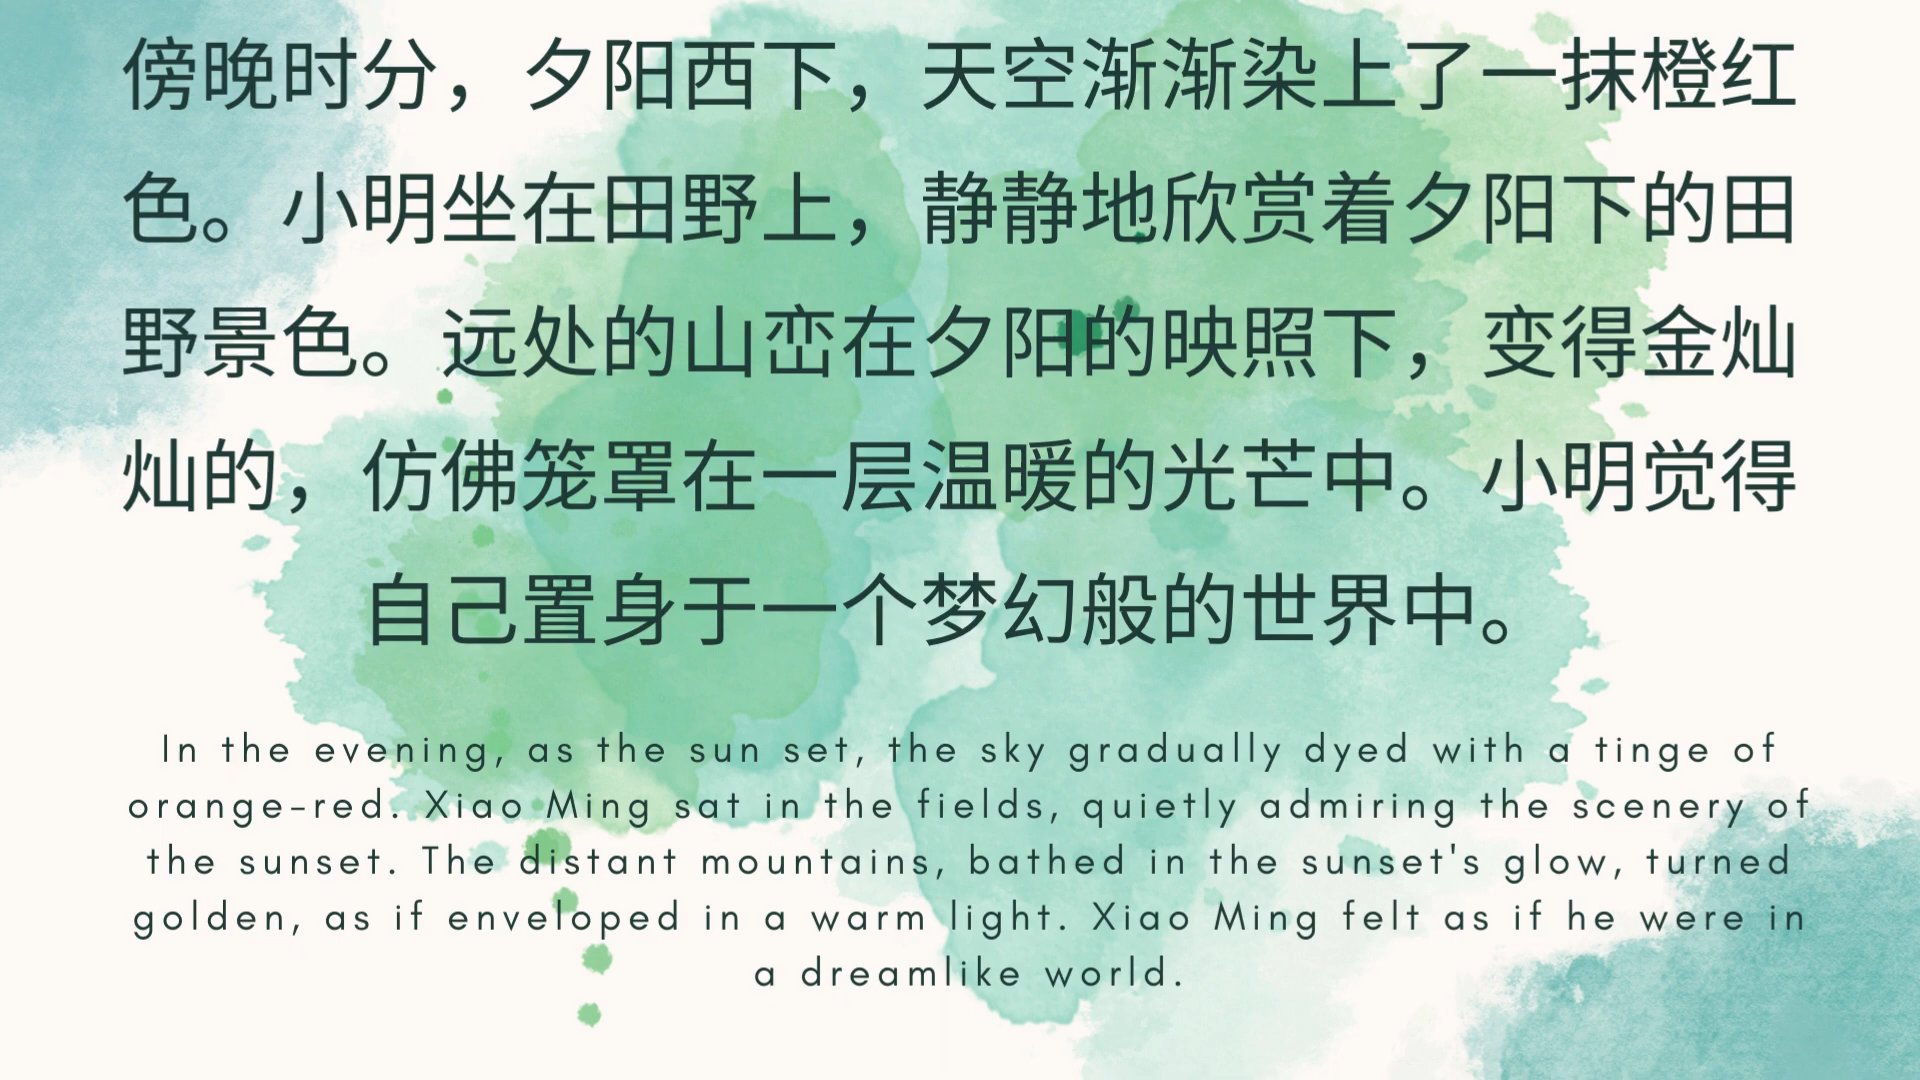 傍晚时分，夕阳西下，天空渐渐染上了一抹橙红
色。小明坐在田野上，静静地欣赏着夕阳下的田
野景色。远处的山峦在夕阳的映照下，变得金灿
灿的，仿佛笼罩在一层温暖的光芒中。小明觉得
自己置身于一个梦幻般的世界中。
In the evening, as the sun set, the sky gradually dyed with a tinge of
orange-red. Xiao Ming sat in the fields, quietly admiring the scenery of
the sunset. The distant mountains, bathed in the sunset's glow, turned
golden, as if enveloped in a warm light. Xiao Ming felt as if he were in
a dreamlike world.